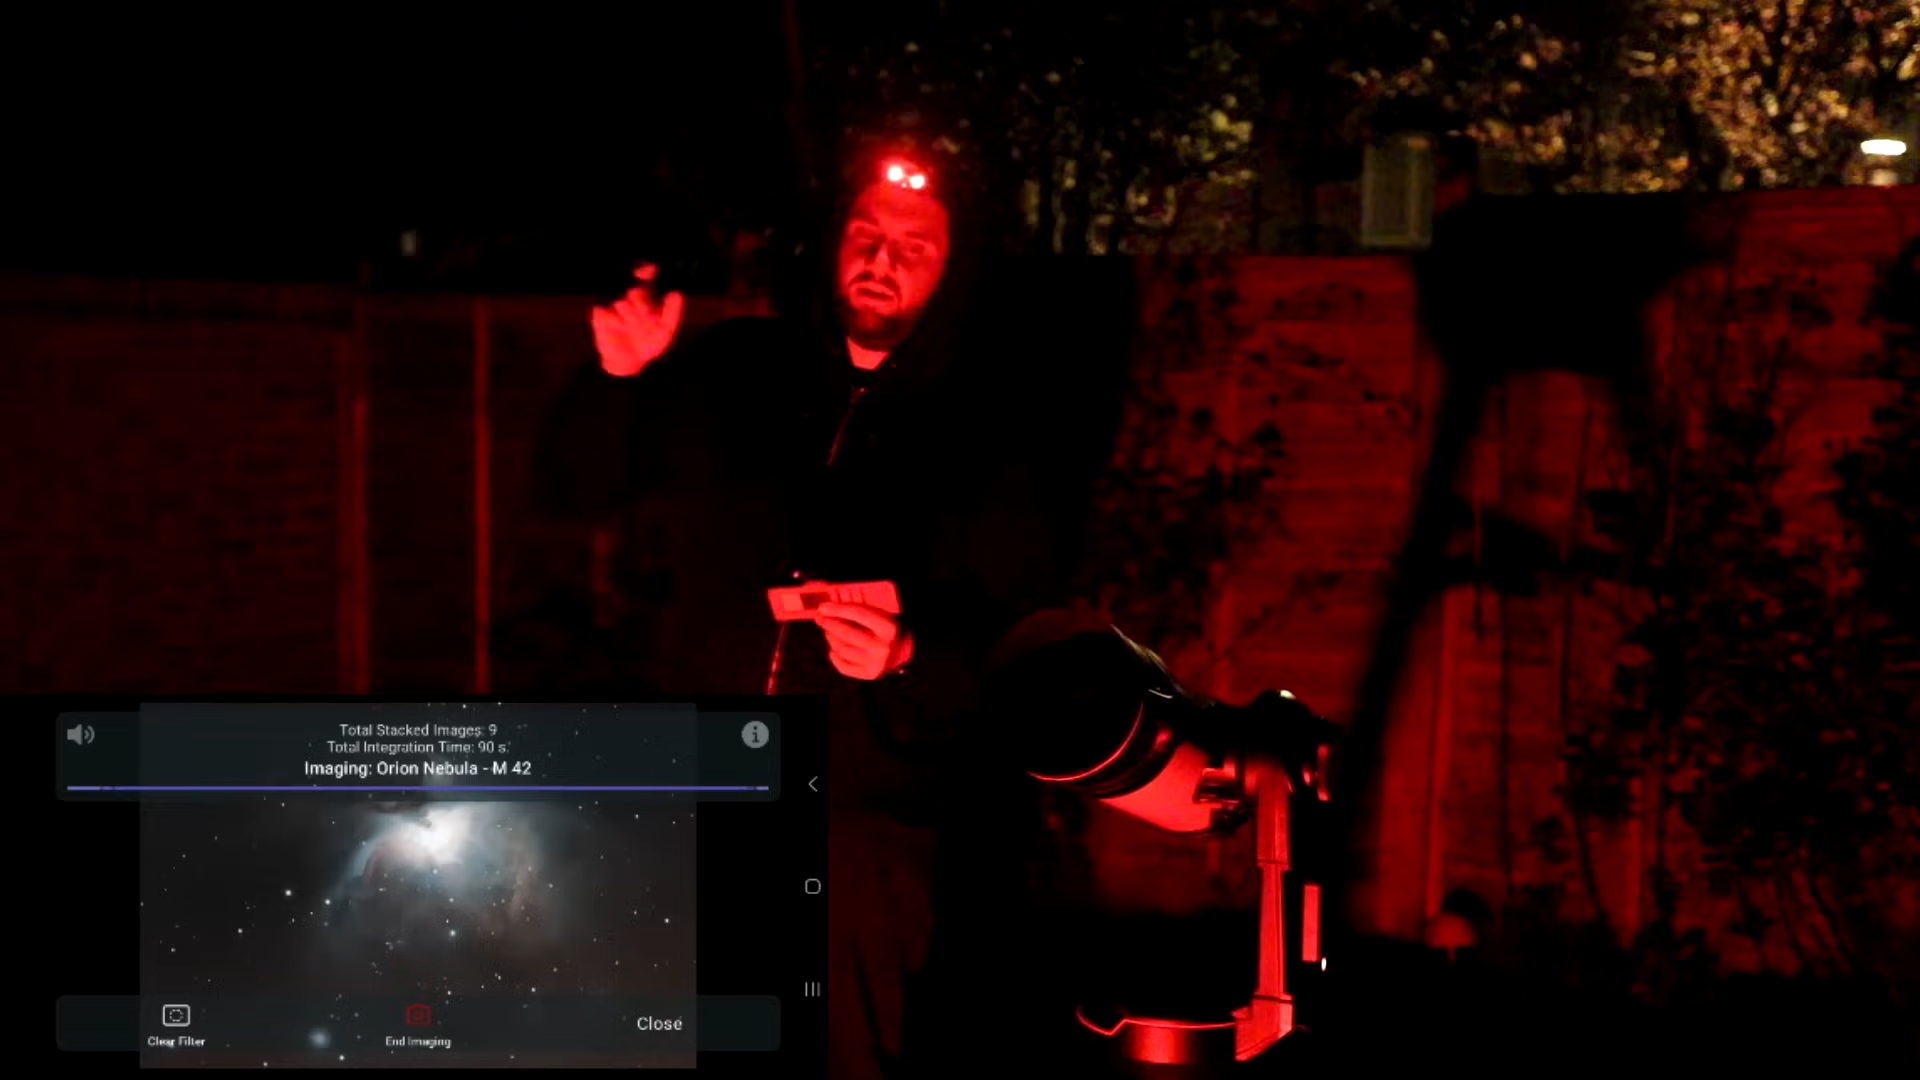 Total Stacked Images: 9
Total Integration Time: 90 s.
Imaging: Orion Nebula - M 42
Clear Filter
End Imaging
Close